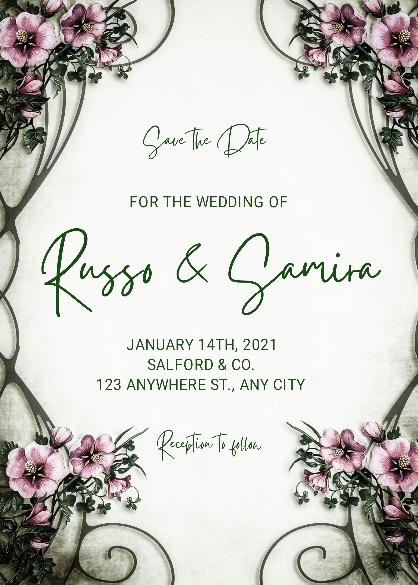 Save the Date
FOR THE WEDDING OF
Russo & Samira
JANUARY 14TH, 2021
SALFORD & CO.
123 ANYWHERE ST., ANY CITY
Reception to follow